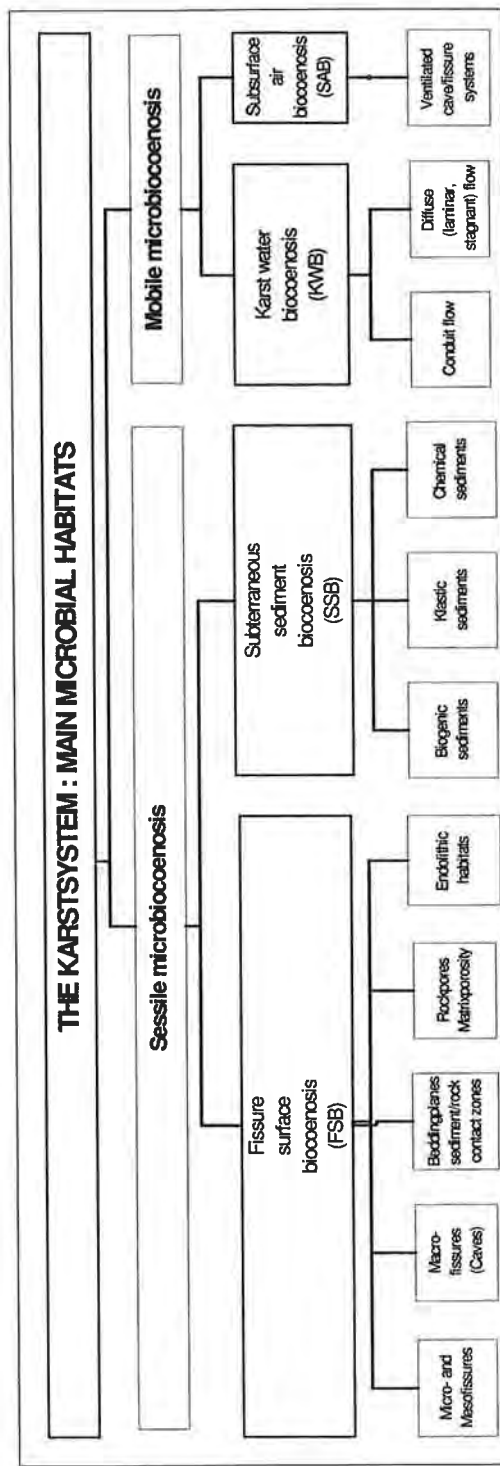 THE KARSTSYSTEM : MAIN MICROBIAL HABITATS
Sessile microbiocoenosis
Mobile microbiocoenosis
Fissure
surface
biocoenosis
(FSB)
Subterraneous
sediment
biocoenosis
(SSB)
Karst water
biocoenosis
(KWB)
Subsurface
air
biocoenosis
(SAB)
Micro- and
Masofissures
Macro-
fissures
(Caves)
Beddingplanes
sediment/rock
contact zones
Rockpores
Matrixporosity
Endolithic
habitats
Biogenic
sediments
Klastic
sediments
Chemical
sediments
Conduit flow
Diffuse
(laminar,
stagnant) flow
Ventilated
cave/fissure
systems